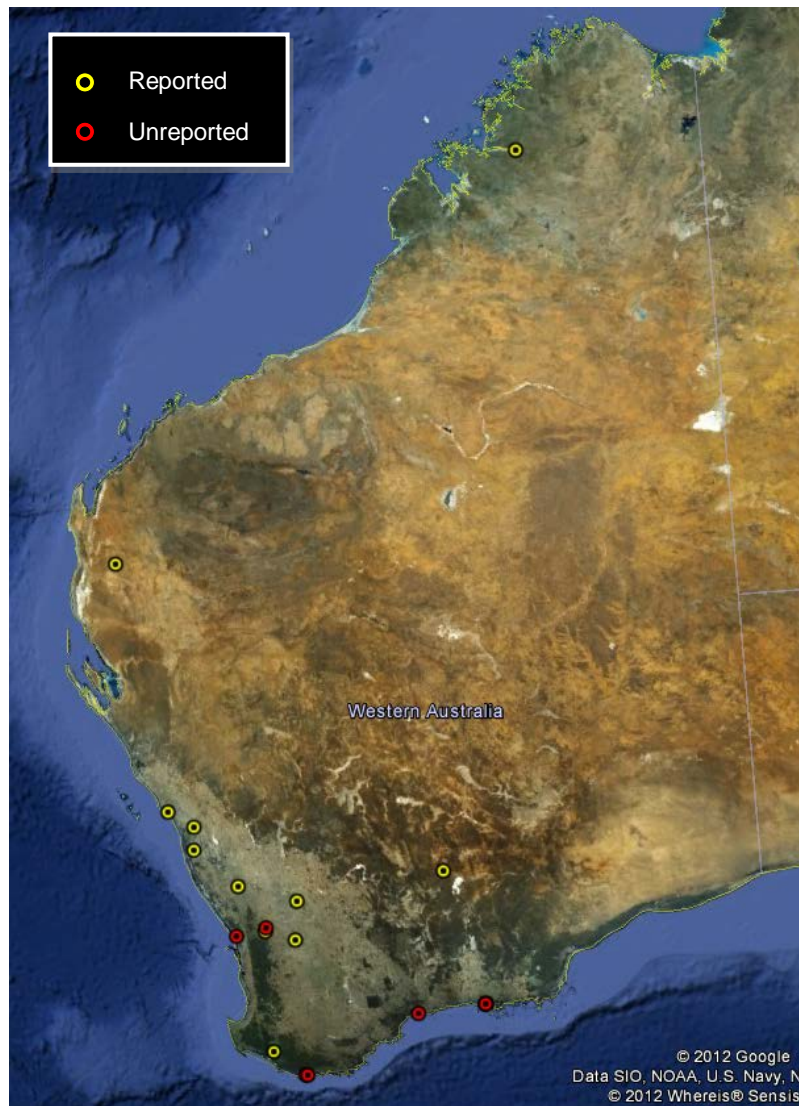 Reported
Unreported
Western Australia
© 2012 Google
Data SIO, NOAA, U.S. Navy, N
© 2012 Whereis® Sensis